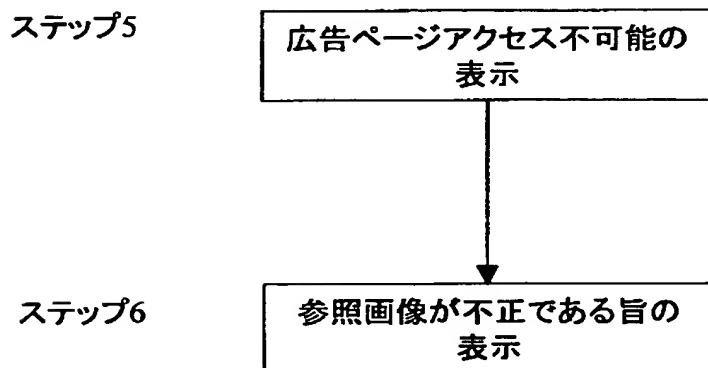 ステップ5
広告ページアクセス不可能の
表示
ステップ6
参照画像が不正である旨の
表示